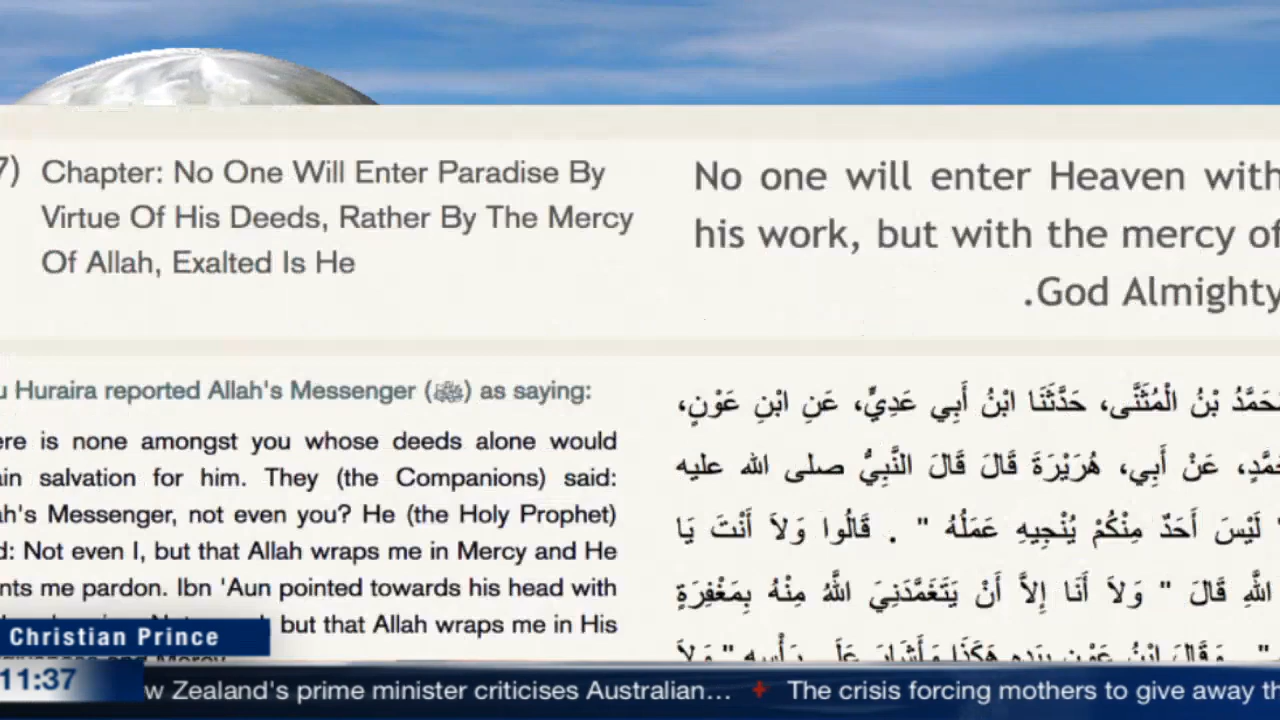 7) Chapter: No One Will Enter Paradise By
Virtue Of His Deeds, Rather By The Mercy
Of Allah, Exalted Is He
No one will enter Heaven with
his work, but with the mercy of
.God Almighty
u Huraira reported Allah's Messenger (ﷺ) as saying:
ere is none amongst you whose deeds alone would
ain salvation for him. They (the Companions) said:
ah's Messenger, not even you? He (the Holy Prophet)
d: Not even I, but that Allah wraps me in Mercy and He
nts me pardon. Ibn 'Aun pointed towards his head with
but that Allah wraps me in His
حَمَّدُ بْنُ الْمُثَنَّى، حَدَّثَنَا ابْنُ أَبِي عَدِيٍّ، عَنِ ابْنِ عَوْنٍ،
حَمَّدٍ، عَنْ أَبِي، هُرَيْرَةَ قَالَ قَالَ النَّبِيُّ صلى الله عليه
" لَيْسَ أَحَدٌ مِنْكُمْ يُنْجِيهِ عَمَلُهُ " . قَالُوا وَلاَ أَنْتَ يَا
اللَّهِ قَالَ " وَلاَ أَنَا إِلاَّ أَنْ يَتَغَمَّدَنِيَ اللَّهُ مِنْهُ بِمَغْفِرَةٍ
" . وَقَالَ ابْنُ عَوْنٍ بِيَدِهِ هَكَذَا وَأَشَارَ عَلَى رَأْسِهِ " وَلاَ
Christian Prince
11:37
w Zealand's prime minister criticises Australian... The crisis forcing mothers to give away th